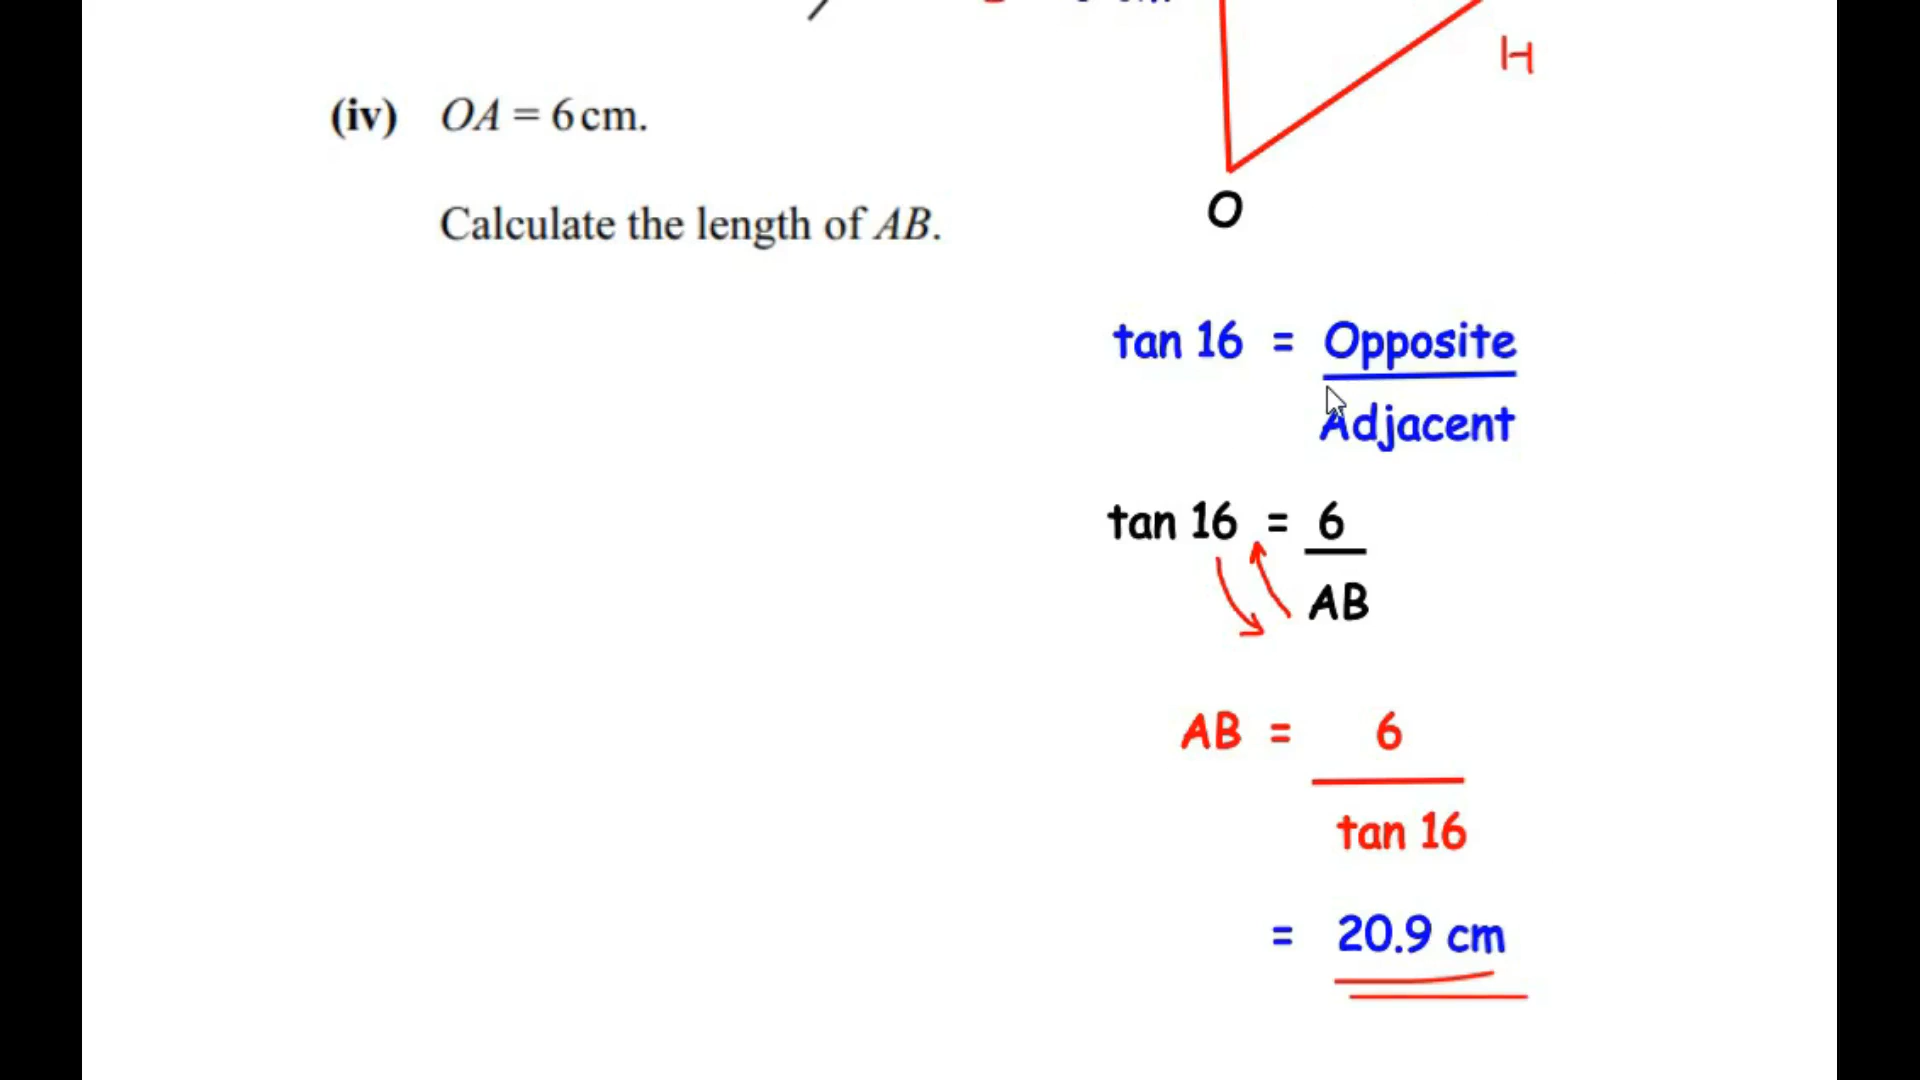 H
(iv) OA = 6 cm.
Calculate the length of AB.
O
tan 16 = Opposite
Adjacent
tan 16 = 6
AB
AB = 6
tan 16
= 20.9 cm